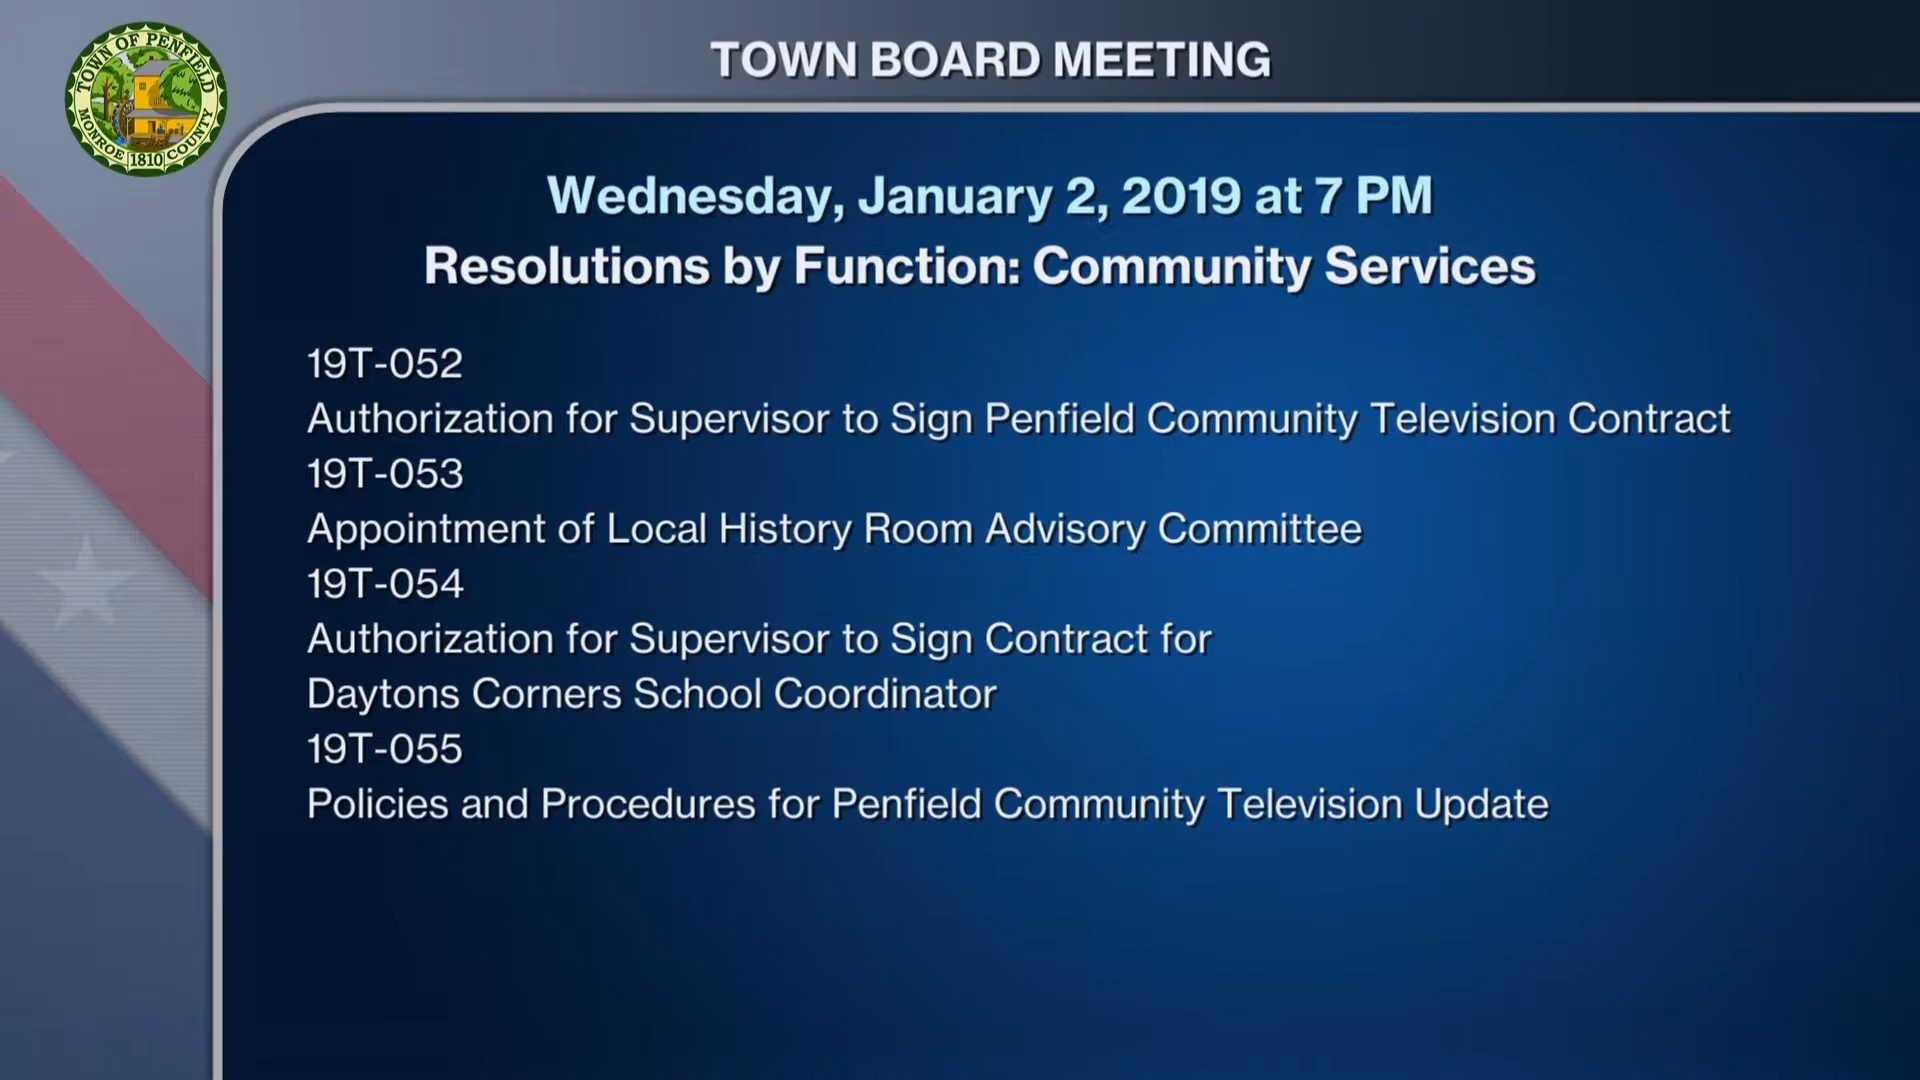 TOWN OF PENFIELD
MONROE 1810 COUNTY
TOWN BOARD MEETING
Wednesday, January 2, 2019 at 7 PM
Resolutions by Function: Community Services
19T-052
Authorization for Supervisor to Sign Penfield Community Television Contract
19T-053
Appointment of Local History Room Advisory Committee
19T-054
Authorization for Supervisor to Sign Contract for
Daytons Corners School Coordinator
19T-055
Policies and Procedures for Penfield Community Television Update